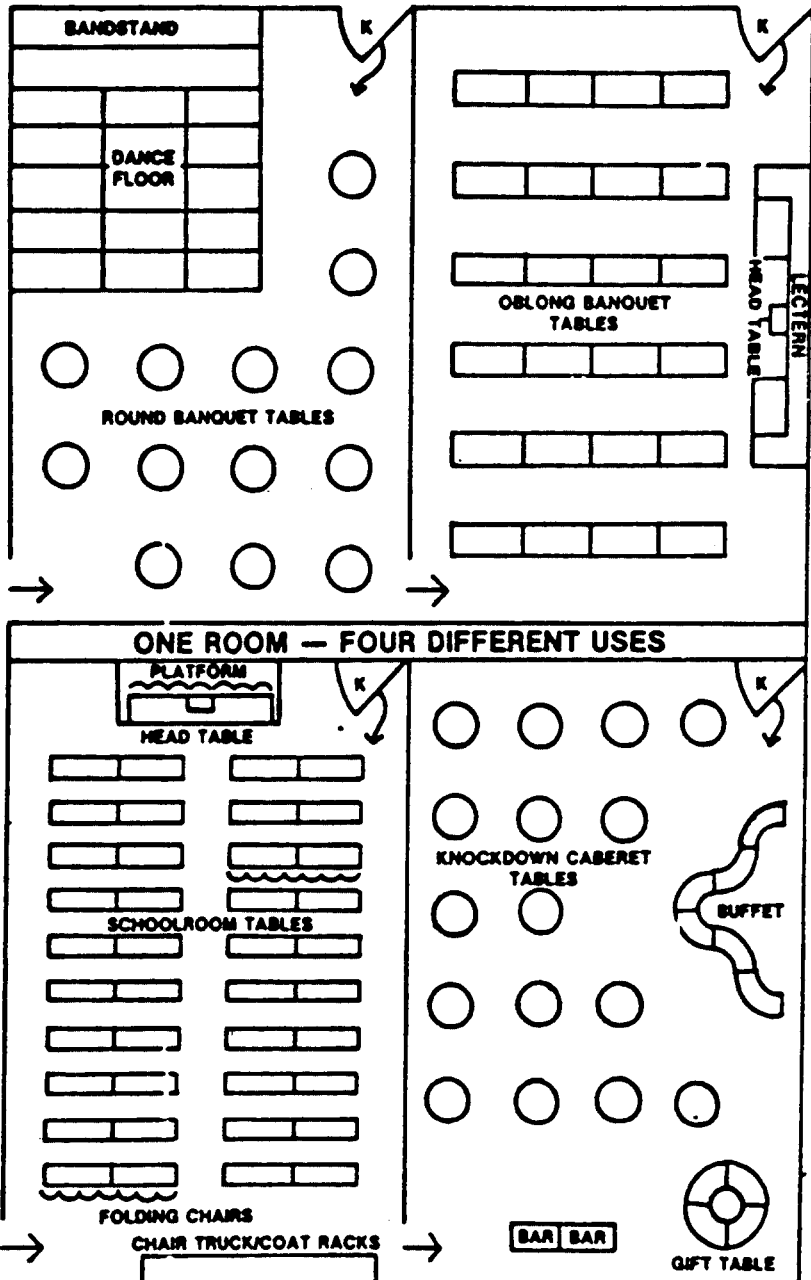 BANDSTAND
K
DANCE
FLOOR
ROUND BANQUET TABLES
K
OBLONG BANQUET
TABLES
HEAD TABLE
LECTERN
ONE ROOM — FOUR DIFFERENT USES
PLATFORM
HEAD TABLE
K
SCHOOLROOM TABLES
FOLDING CHAIRS
CHAIR TRUCK/COAT RACKS
K
KNOCKDOWN CABERET
TABLES
BUFFET
BAR BAR
GIFT TABLE